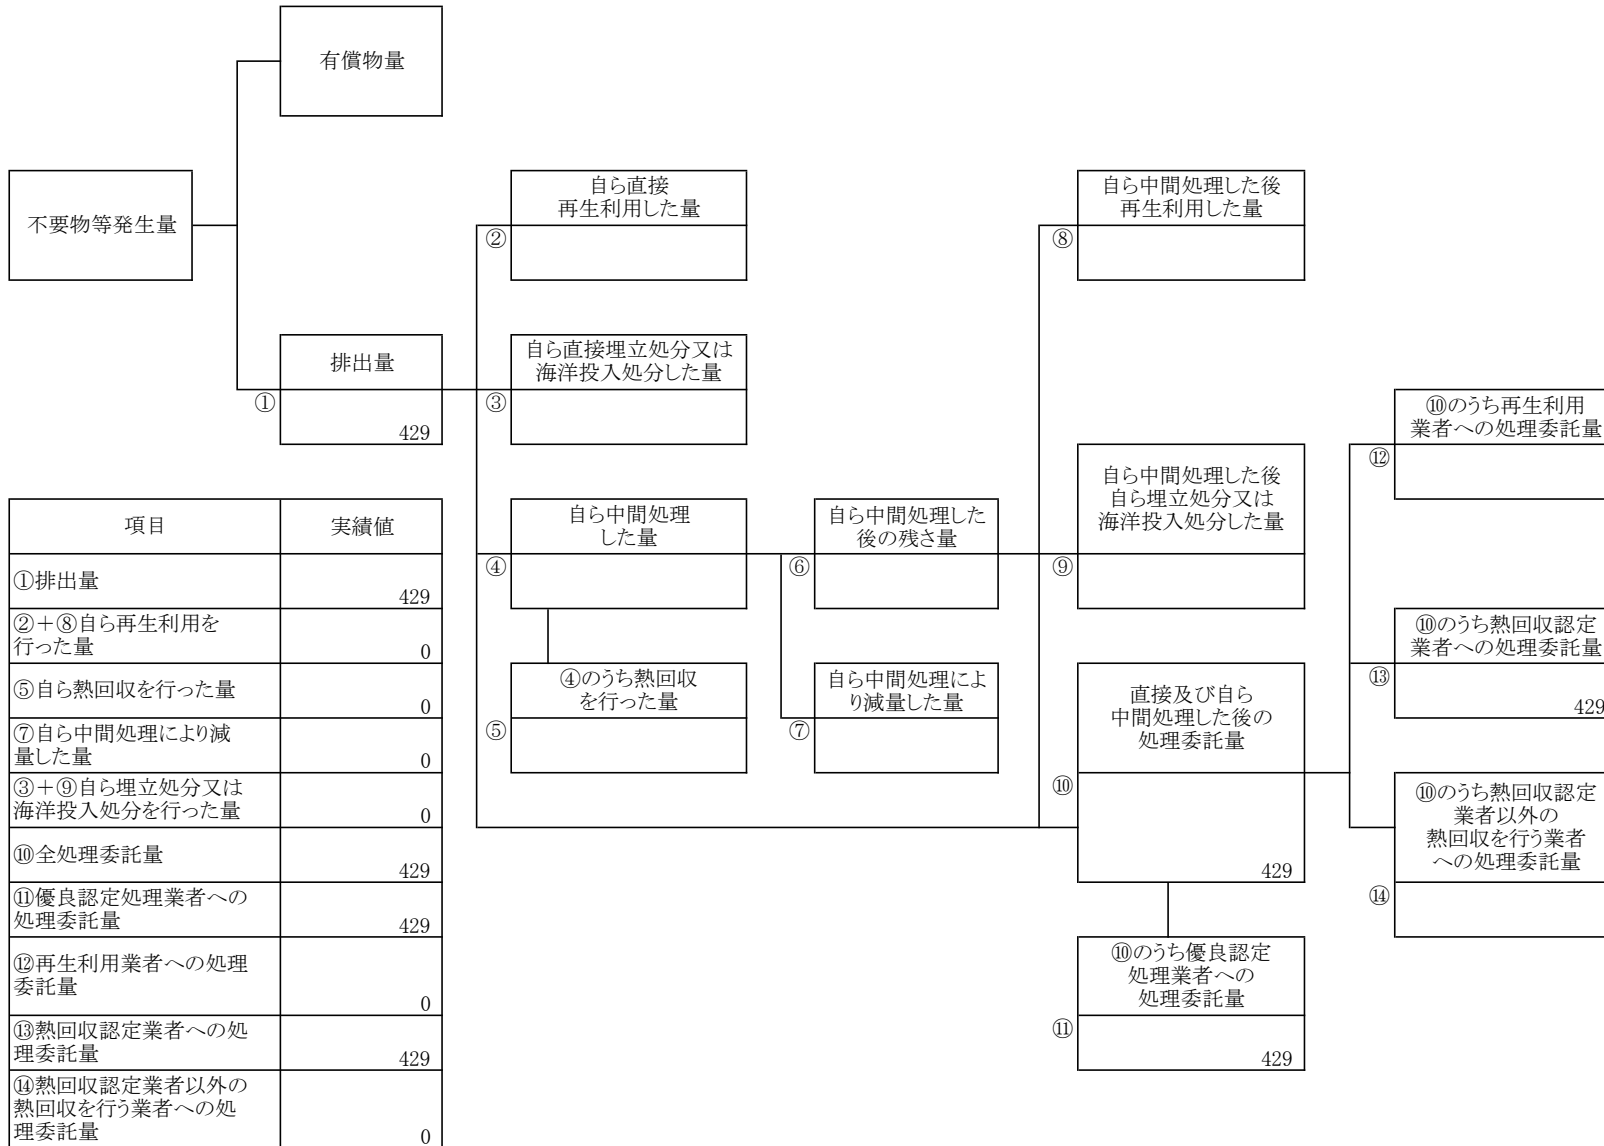 有償物量
不要物等発生量
自ら直接
再生利用した量
②
自ら中間処理した後
再生利用した量
⑧
排出量
①
429
自ら直接埋立処分又は
海洋投入処分した量
③
⑩のうち再生利用
業者への処理委託量
⑫
自ら中間処理した後
自ら埋立処分又は
海洋投入処分した量
⑨
自ら中間処理
した量
④
自ら中間処理した
後の残さ量
⑥
⑩のうち熱回収認定
業者への処理委託量
⑬
429
④のうち熱回収
を行った量
⑤
自ら中間処理によ
り減量した量
⑦
直接及び自ら
中間処理した後の
処理委託量
⑩
429
⑩のうち熱回収認定
業者以外の
熱回収を行う業者
への処理委託量
⑭
⑩のうち優良認定
処理業者への
処理委託量
⑪
429
項目 実績値
①排出量
429
②+⑧自ら再生利用を
行った量
0
⑤自ら熱回収を行った量
0
⑦自ら中間処理により減
量した量
0
③+⑨自ら埋立処分又は
海洋投入処分を行った量
0
⑩全処理委託量
429
⑪優良認定処理業者への
処理委託量
429
⑫再生利用業者への処理
委託量
0
⑬熱回収認定業者への処
理委託量
429
⑭熱回収認定業者以外の
熱回収を行う業者への処
理委託量
0